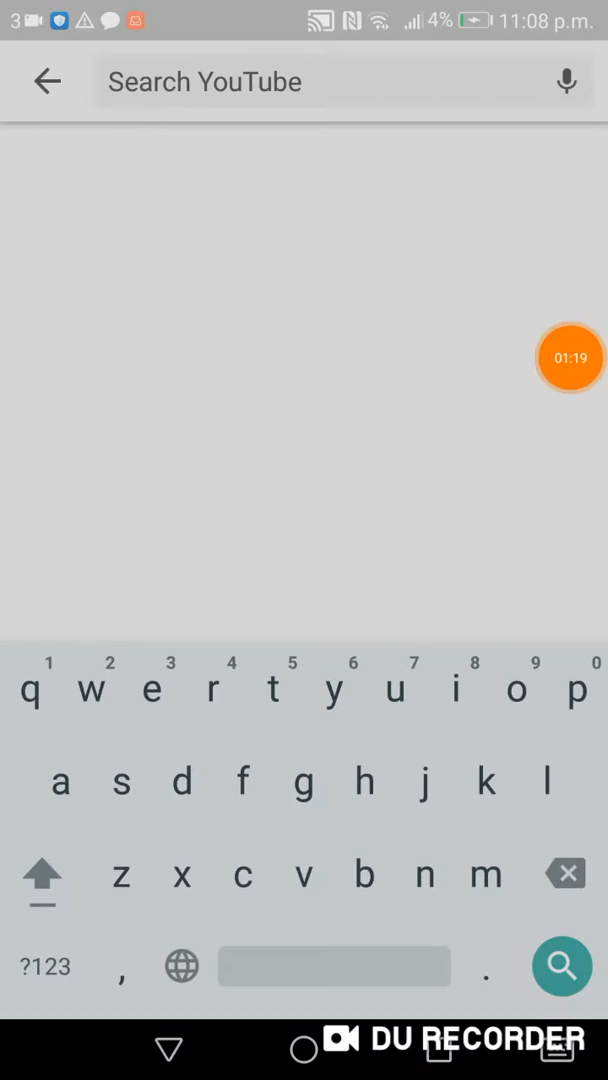 3 4% 11:08 p.m.
Search YouTube
01:19
1 2 3 4 5 6 7 8 9 0
q w e r t y u i o p
a s d f g h j k l
z x c v b n m
?123 , .
DU RECORDER